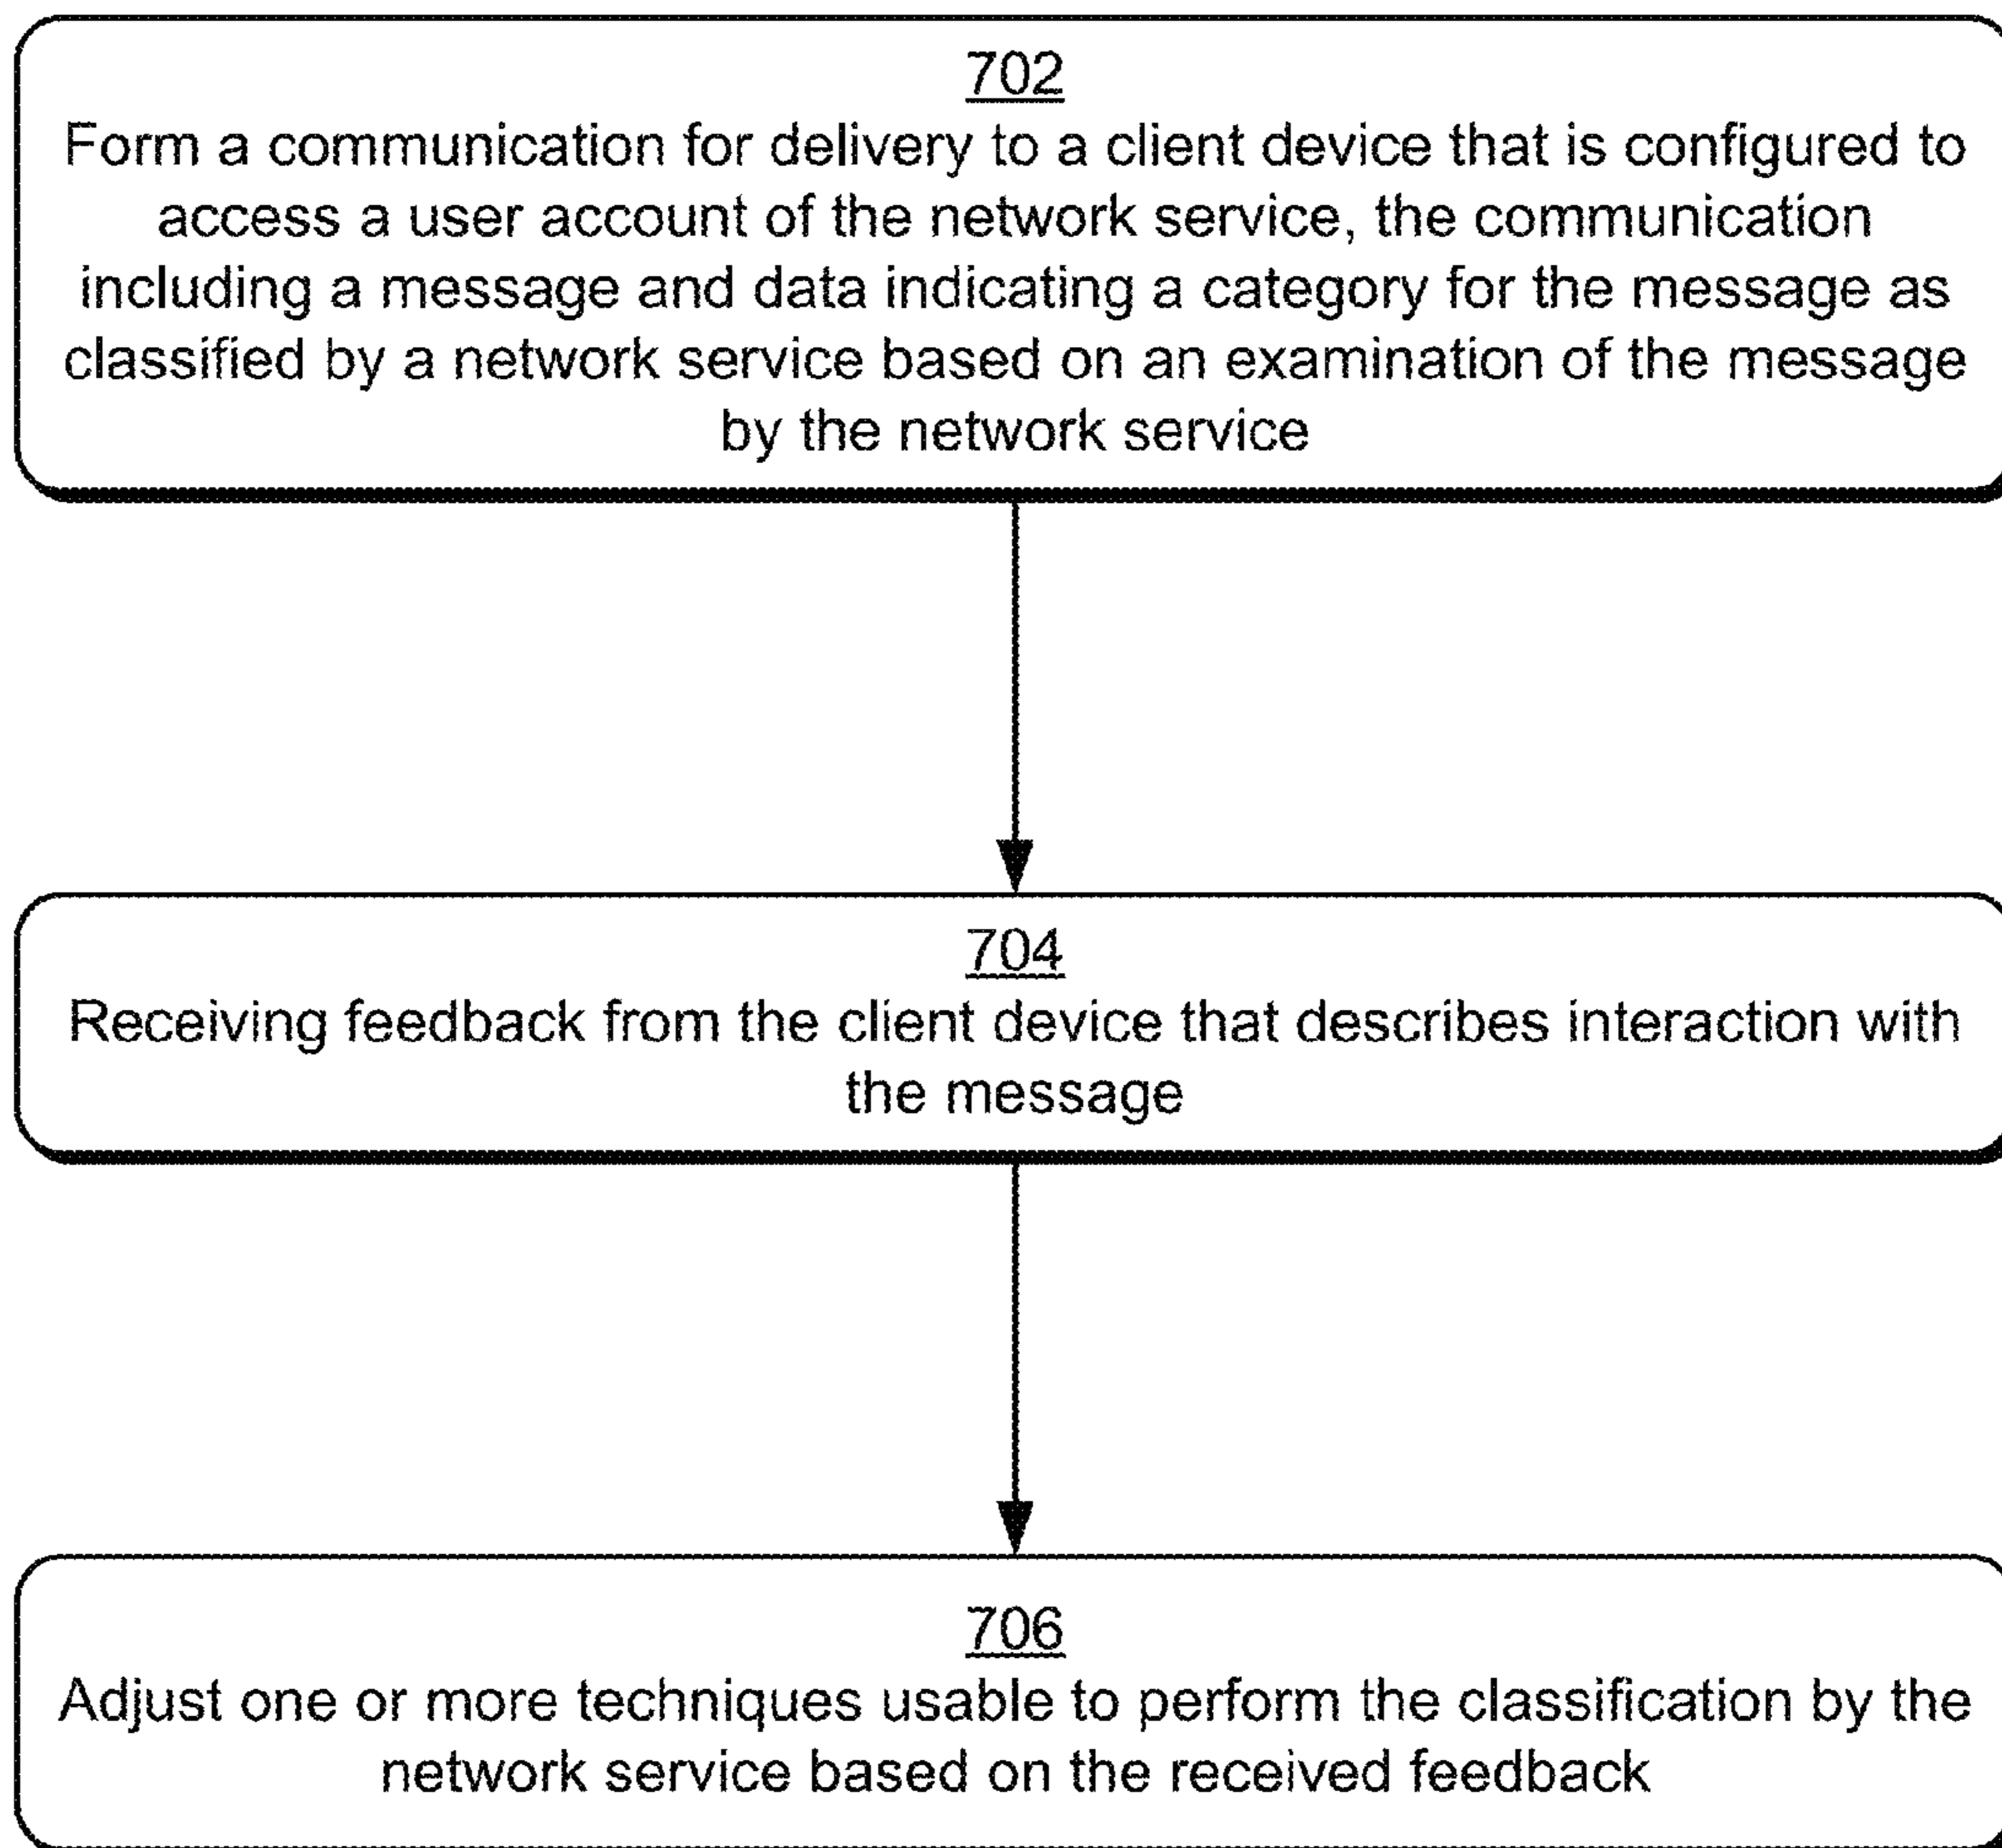 702
Form a communication for delivery to a client device that is configured to
access a user account of the network service, the communication
including a message and data indicating a category for the message as
classified by a network service based on an examination of the message
by the network service
704
Receiving feedback from the client device that describes interaction with
the message
706
Adjust one or more techniques usable to perform the classification by the
network service based on the received feedback